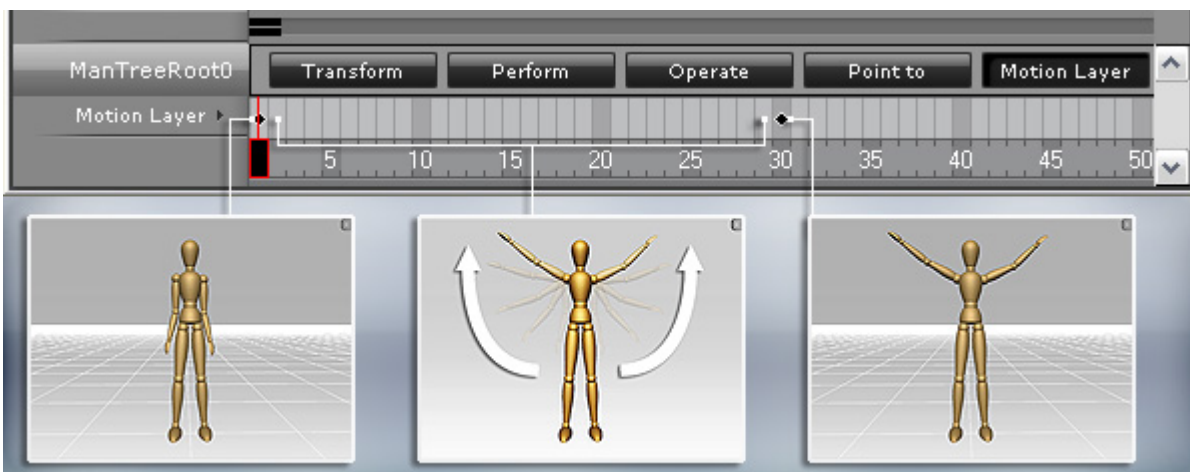 ManTreeRoot0 Transform Perform Operate Point to Motion Layer
Motion Layer
5 10 15 20 25 30 35 40 45 50